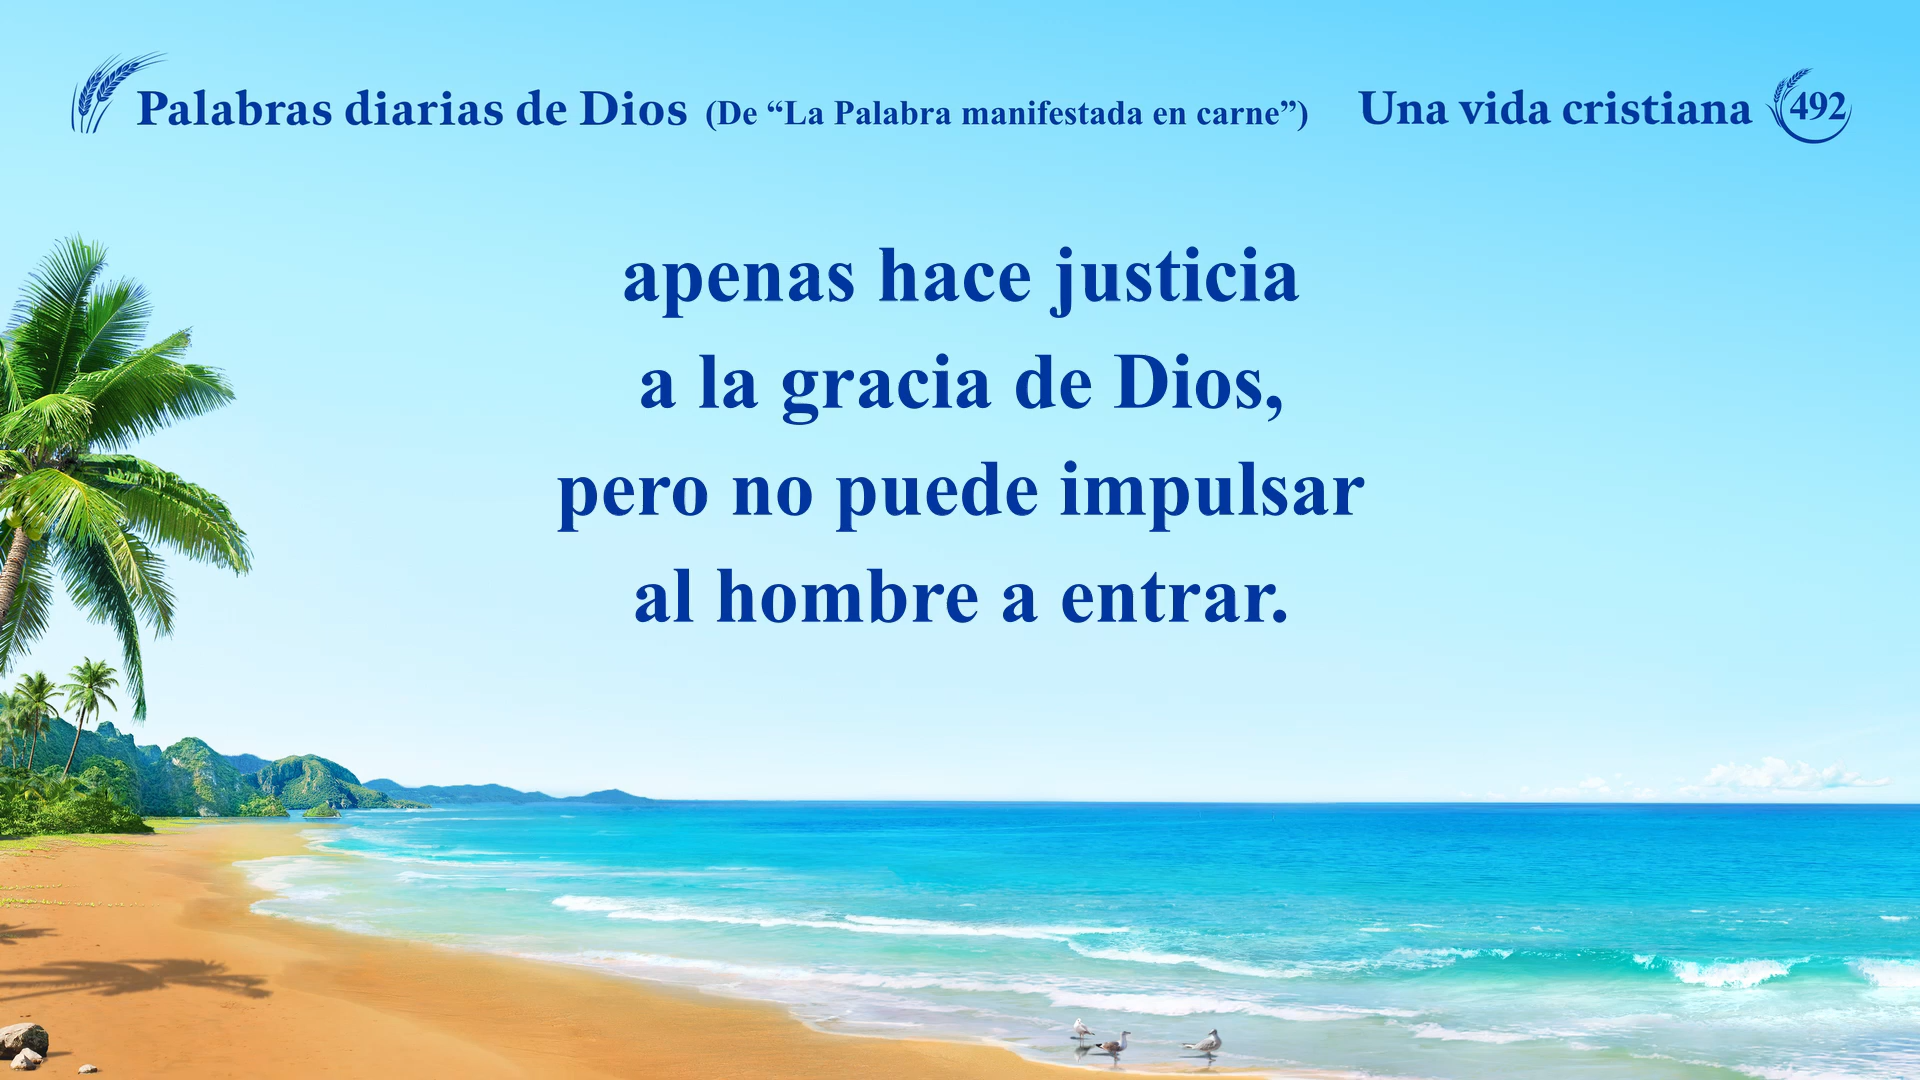 Palabras diarias de Dios (De “La Palabra manifestada en carne”) Una vida cristiana 492
apenas hace justicia
a la gracia de Dios,
pero no puede impulsar
al hombre a entrar.